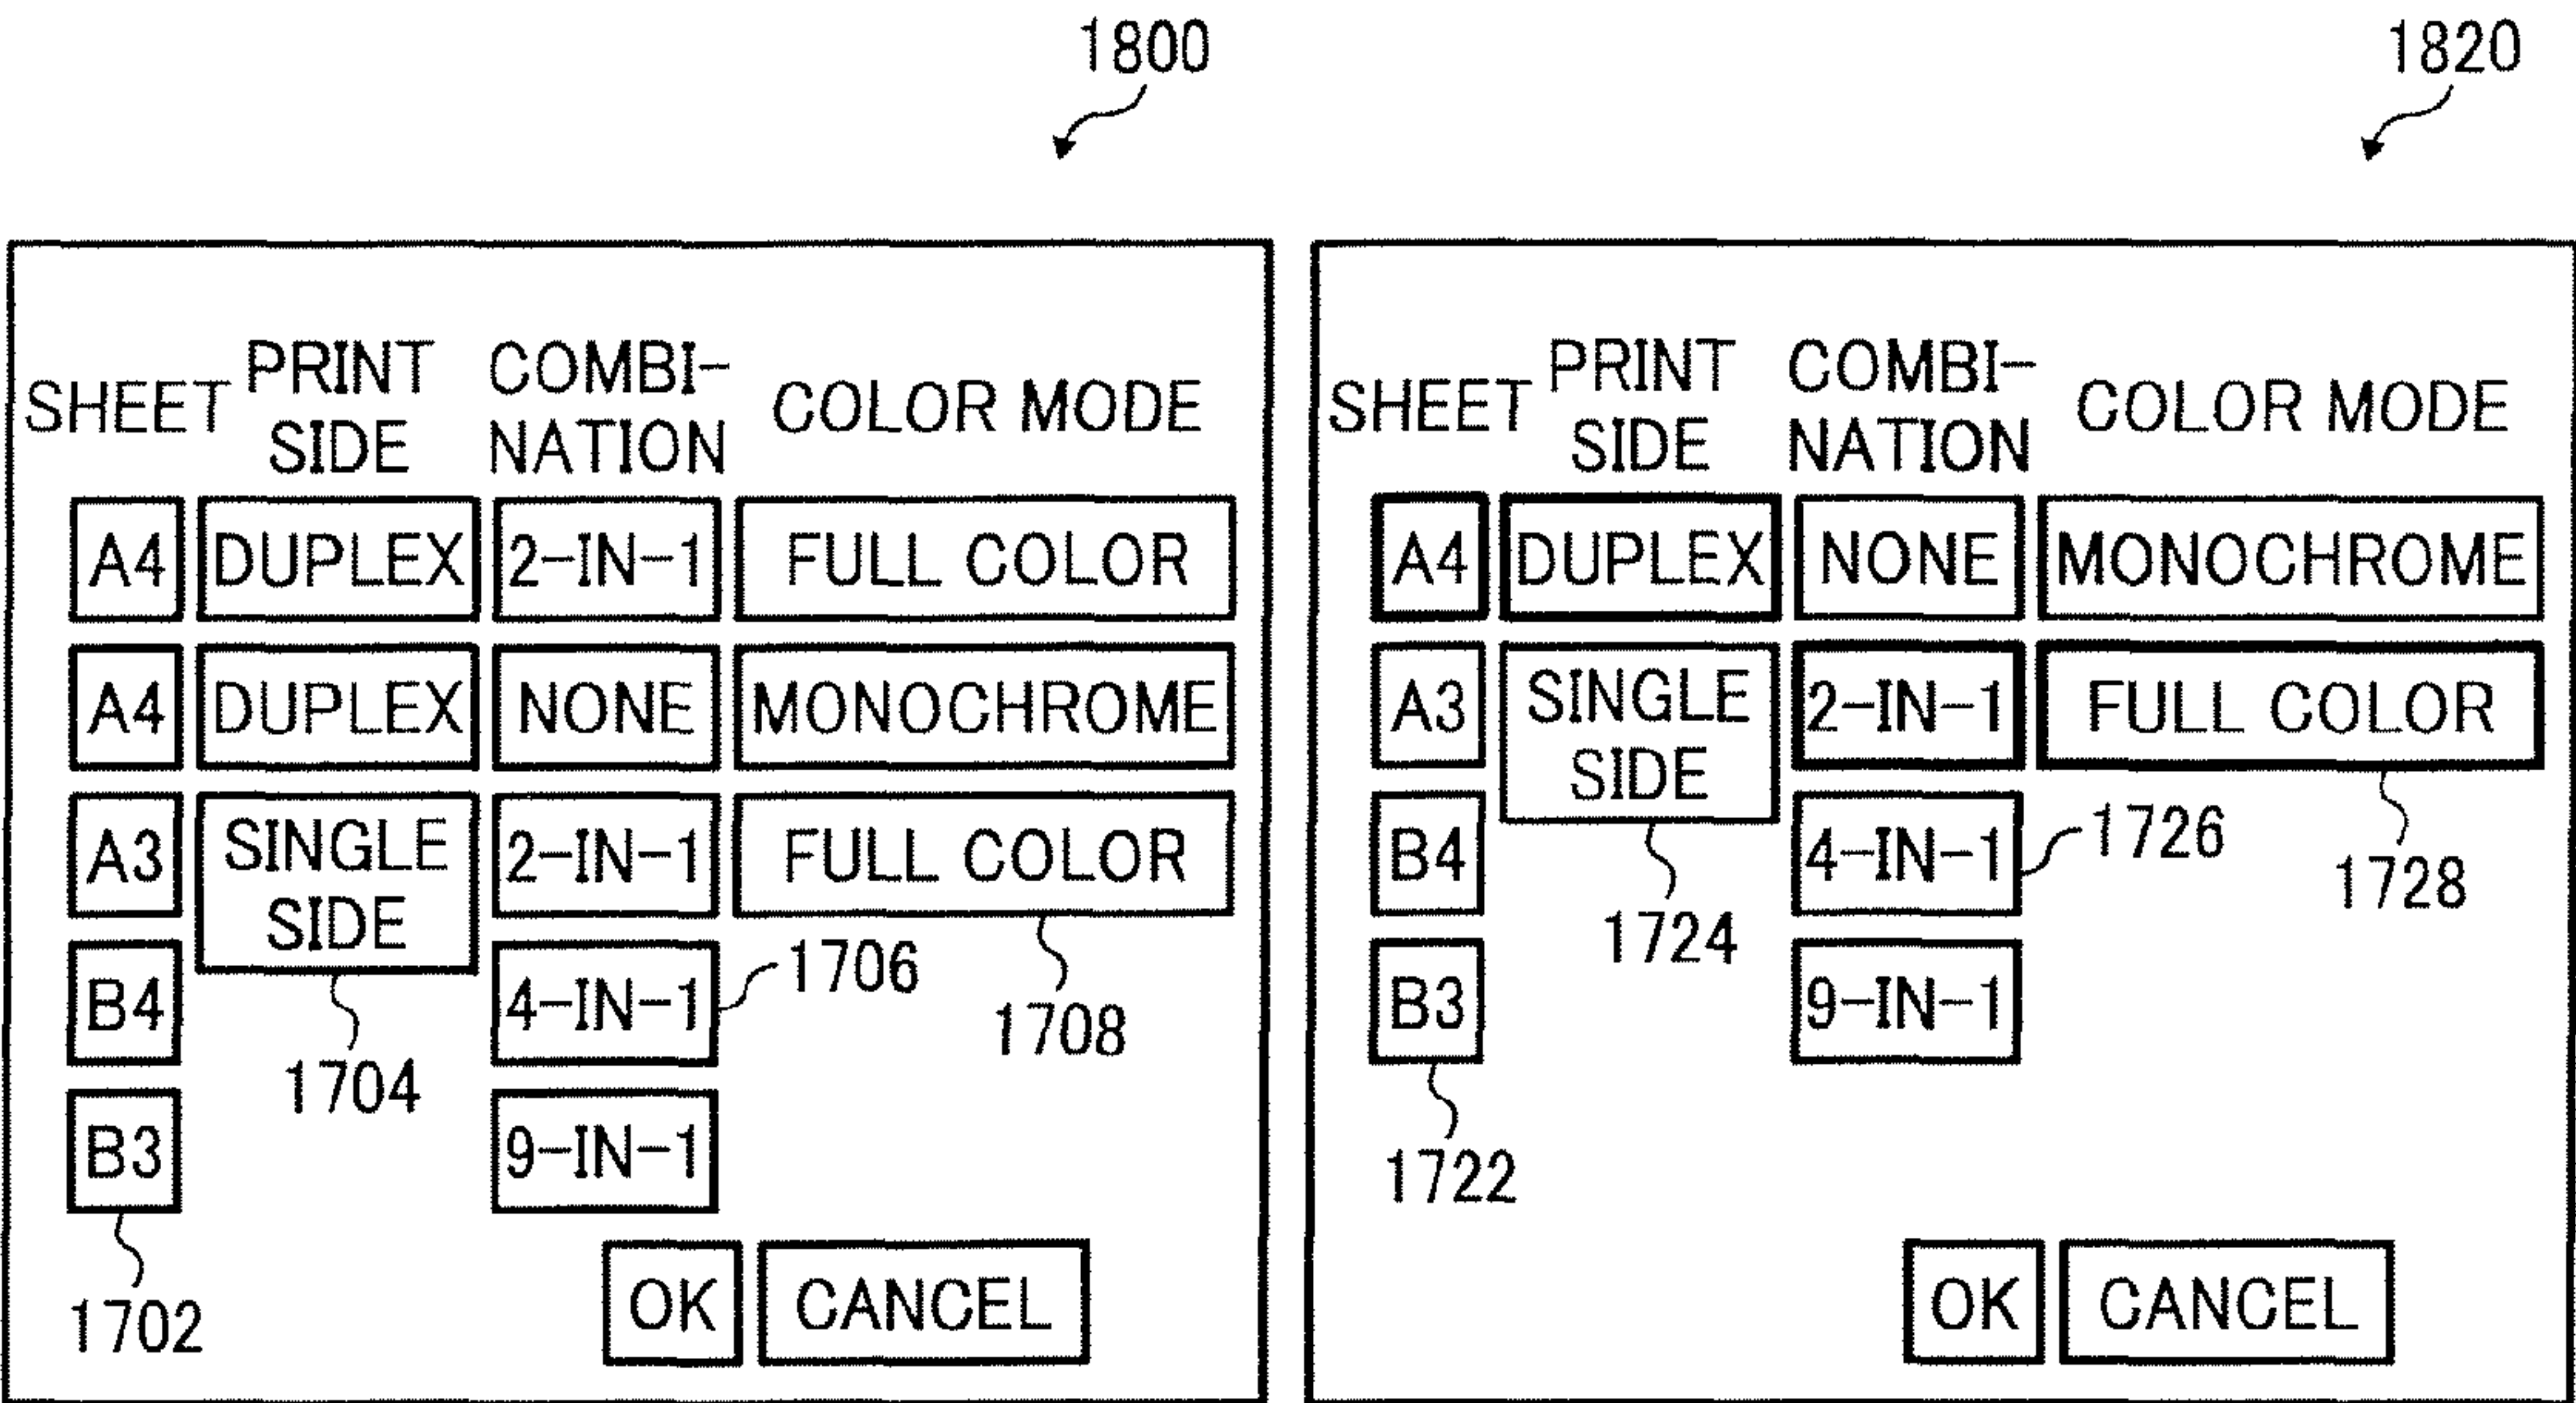 1800
SHEET PRINT SIDE COMBI-NATION COLOR MODE
A4 DUPLEX 2-IN-1 FULL COLOR
A4 DUPLEX NONE MONOCHROME
A3 SINGLE SIDE 2-IN-1 FULL COLOR
B4 4-IN-1 1706
1708
1704
B3 9-IN-1
1702
OK CANCEL
1820
SHEET PRINT SIDE COMBI-NATION COLOR MODE
A4 DUPLEX NONE MONOCHROME
A3 SINGLE SIDE 2-IN-1 FULL COLOR
B4 4-IN-1 1726
1728
1724
B3 9-IN-1
1722
OK CANCEL